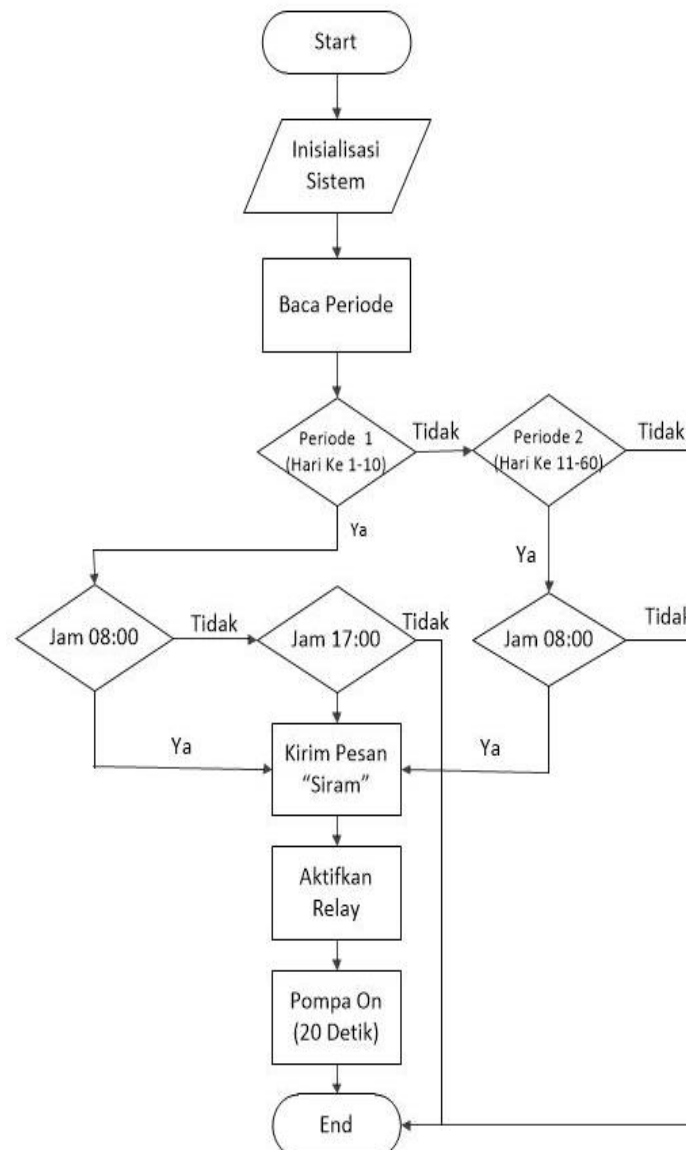 Start
Inisialisasi
Sistem
Baca Periode
Periode 1
(Hari Ke 1-10)
Tidak
Periode 2
(Hari Ke 11-60)
Tidak
Ya
Ya
Jam 08:00
Tidak
Jam 17:00
Tidak
Jam 08:00
Tidak
Ya
Kirim Pesan
“Siram”
Ya
Aktifkan
Relay
Pompa On
(20 Detik)
End